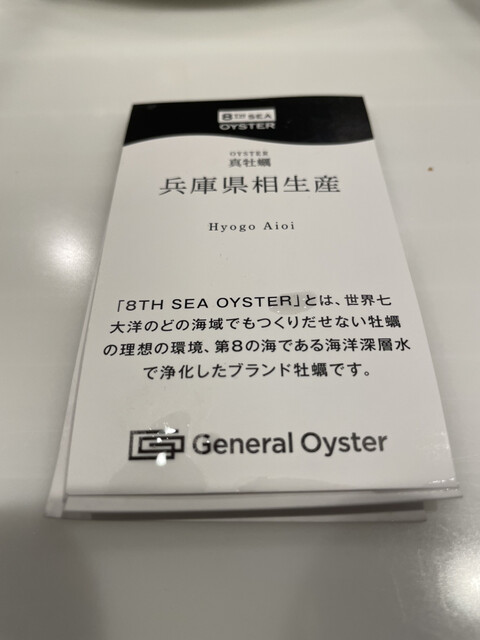 8TH SEA
OYSTER
OYSTER
真牡蠣
兵庫県相生産
Hyogo Aioi
「8TH SEA OYSTER」とは、世界七
大洋のどの海域でもつくりだせない牡蠣
の理想の環境、第8の海である海洋深層水
で浄化したブランド牡蠣です。
General Oyster